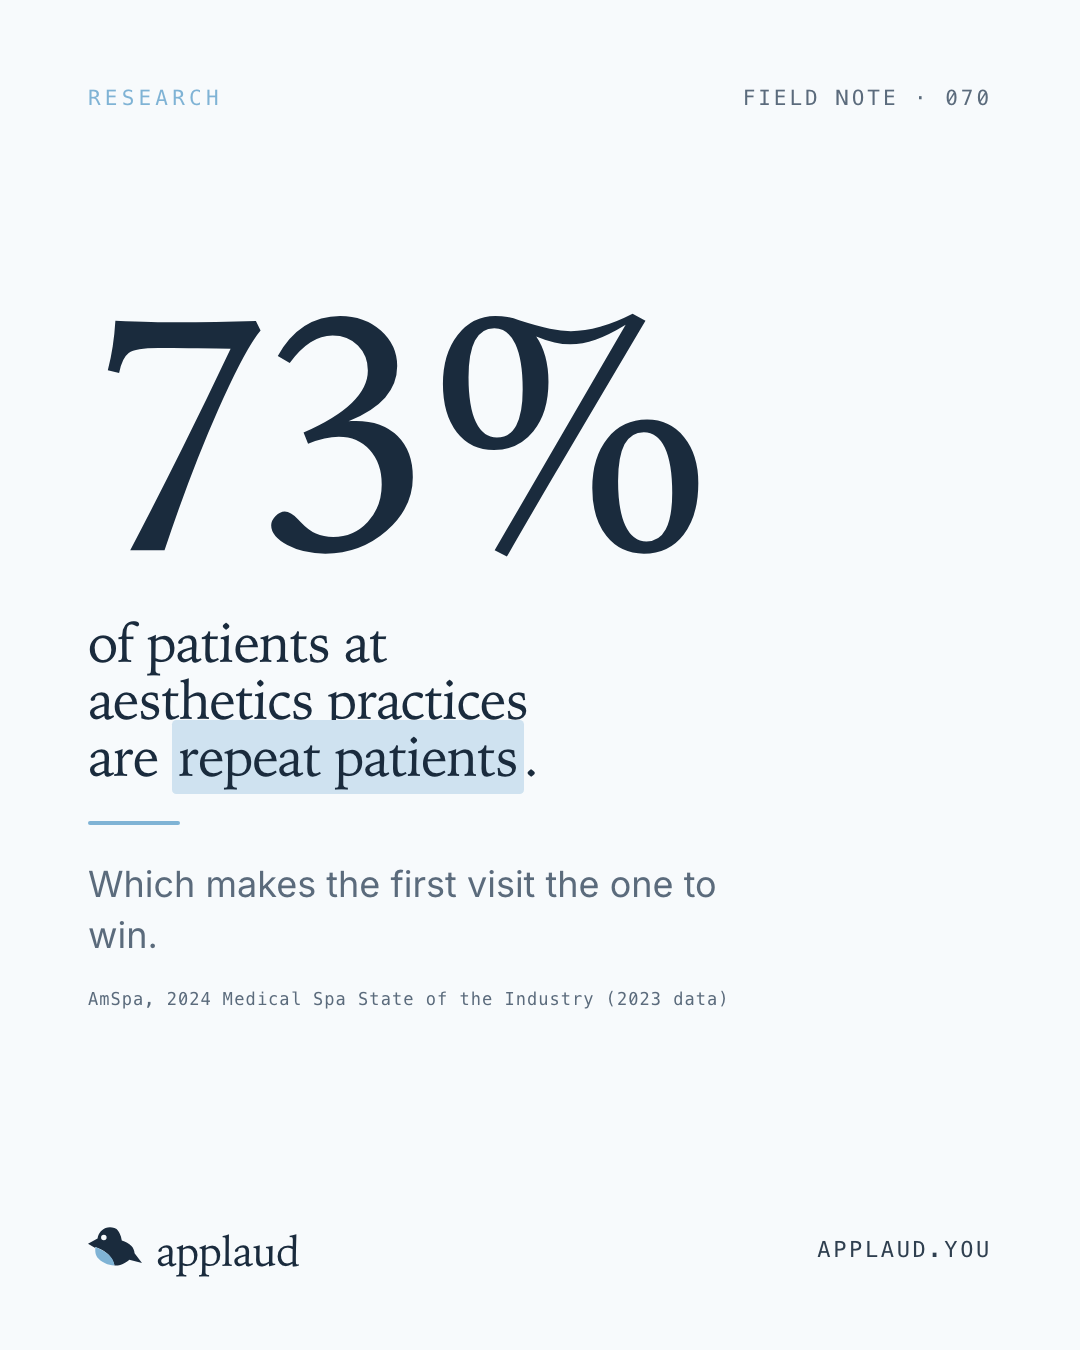 RESEARCH
FIELD NOTE · 070
73%
of patients at
aesthetics practices
are repeat patients.
Which makes the first visit the one to
win.
AmSpa, 2024 Medical Spa State of the Industry (2023 data)
applaud
APPLAUD.YOU